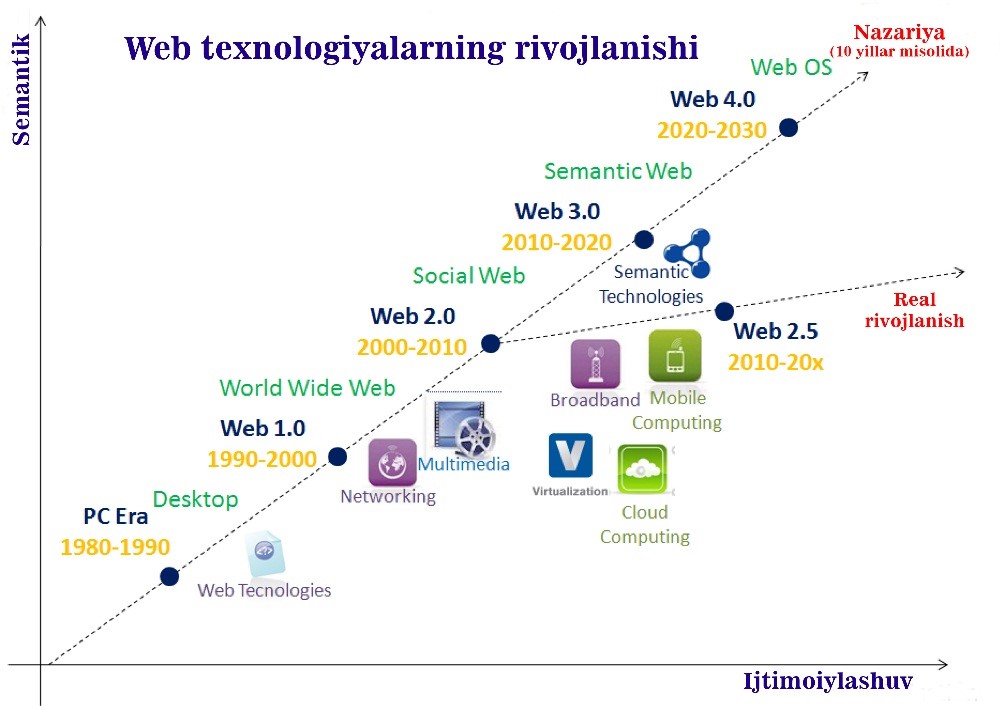 Web texnologiyalarning rivojlanishi
Semantik
Nazariya
(10 yillar misolida)
Web OS
Web 4.0
2020-2030
Semantic Web
Web 3.0
2010-2020
Semantic
Technologies
Social Web
Web 2.0
2000-2010
Real
rivojlanish
Web 2.5
2010-20x
World Wide Web
Web 1.0
1990-2000
Broadband
Mobile
Computing
Multimedia
Networking
V
Virtualization
Cloud
Computing
Desktop
PC Era
1980-1990
Web Tecnologies
Ijtimoiylashuv